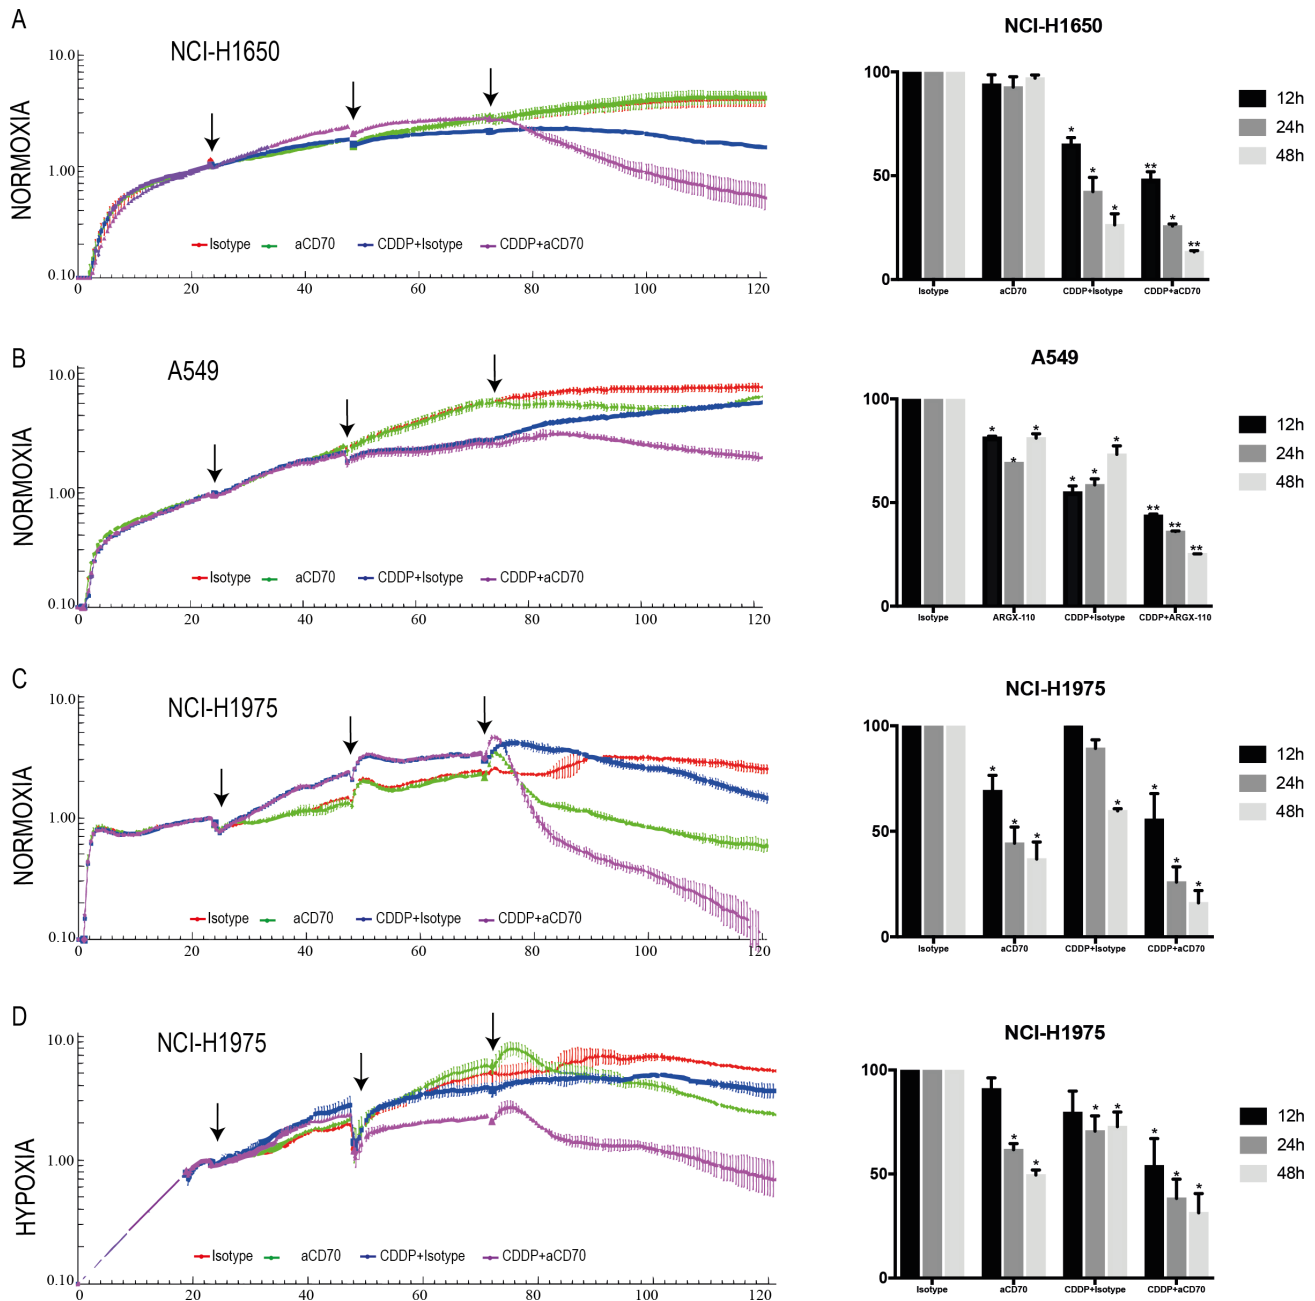 A
NCI-H1650
NORMOXIA
10.0
1.00
0.10
0 20 40 60 80 100 120
Isotype aCD70 CDDP+Isotype CDDP+aCD70
NCI-H1650
100
50
0
* * * ** * **
Isotype aCD70 CDDP+Isotype CDDP+aCD70
12h
24h
48h
B
A549
NORMOXIA
10.0
1.00
0.10
0 20 40 60 80 100 120
Isotype aCD70 CDDP+Isotype CDDP+aCD70
A549
100
50
0
* * * * * * ** ** **
Isotype ARGX-110 CDDP+Isotype CDDP+ARGX-110
12h
24h
48h
C
NCI-H1975
NORMOXIA
10.0
1.00
0.10
0 20 40 60 80 100 120
Isotype aCD70 CDDP+Isotype CDDP+aCD70
NCI-H1975
100
50
0
* * * * * * *
Isotype aCD70 CDDP+Isotype CDDP+aCD70
12h
24h
48h
D
NCI-H1975
HYPOXIA
10.0
1.00
0.10
0 20 40 60 80 100 120
Isotype aCD70 CDDP+Isotype CDDP+aCD70
NCI-H1975
100
50
0
* * * * * * *
Isotype aCD70 CDDP+Isotype CDDP+aCD70
12h
24h
48h